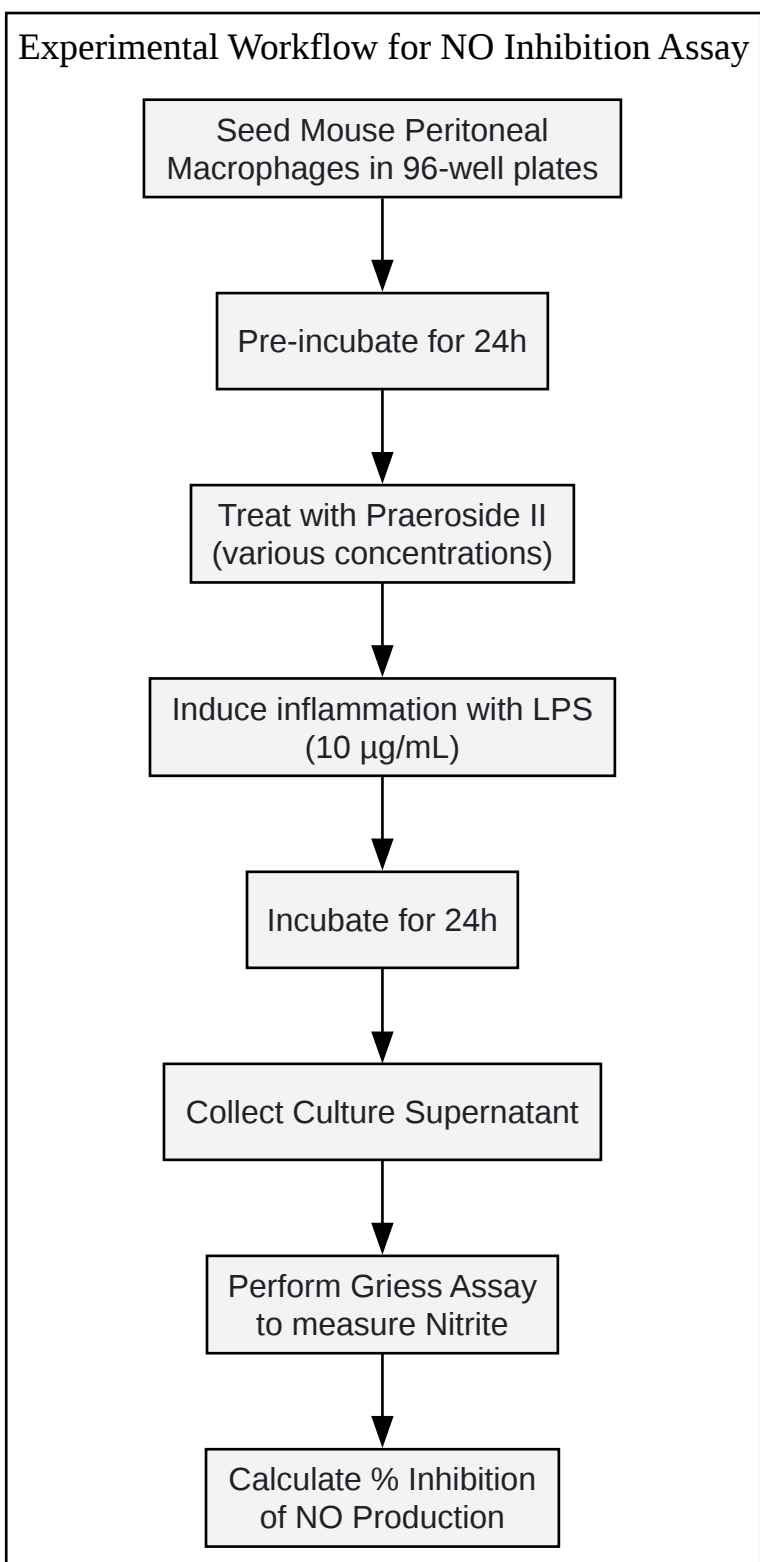 Experimental Workflow for NO Inhibition Assay
Seed Mouse Peritoneal
Macrophages in 96-well plates
Pre-incubate for 24h
Treat with Praeroside II
(various concentrations)
Induce inflammation with LPS
(10 µg/mL)
Incubate for 24h
Collect Culture Supernatant
Perform Griess Assay
to measure Nitrite
Calculate % Inhibition
of NO Production